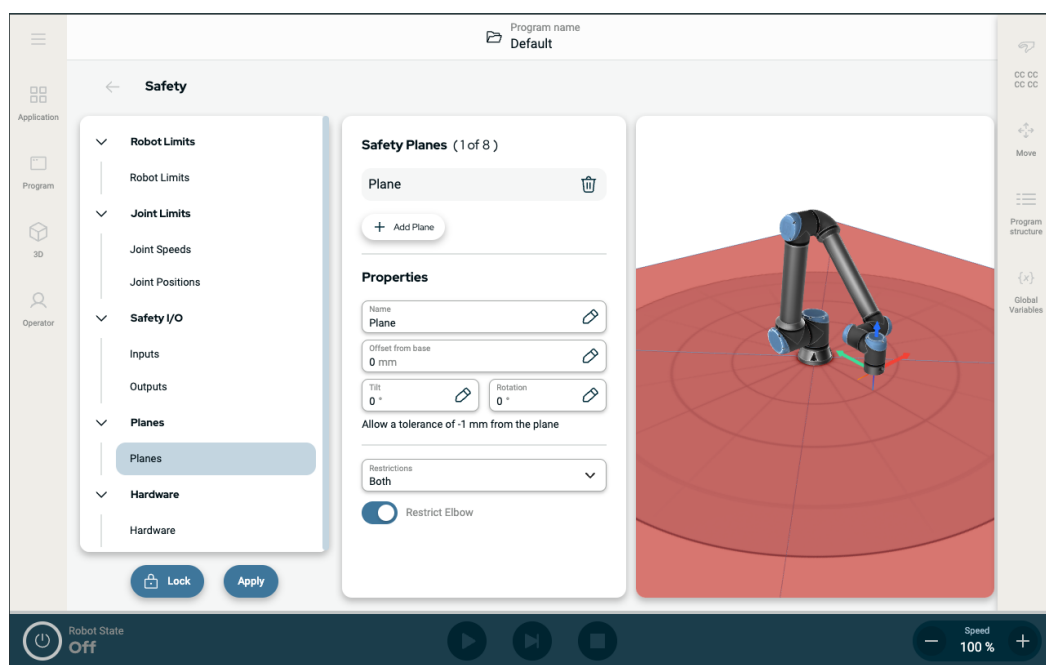 Program name
Default
Safety
Application
Program
3D
Operator
Robot Limits
Robot Limits
Joint Limits
Joint Speeds
Joint Positions
Safety I/O
Inputs
Outputs
Planes
Planes
Hardware
Hardware
Lock
Apply
Safety Planes (1 of 8)
Plane
+ Add Plane
Properties
Name
Plane
Offset from base
0 mm
Tilt
0 °
Rotation
0 °
Allow a tolerance of -1 mm from the plane
Restrictions
Both
Restrict Elbow
CC CC
CC CC
Move
Program
structure
{x}
Global
Variables
Robot State
Off
Speed
100 %